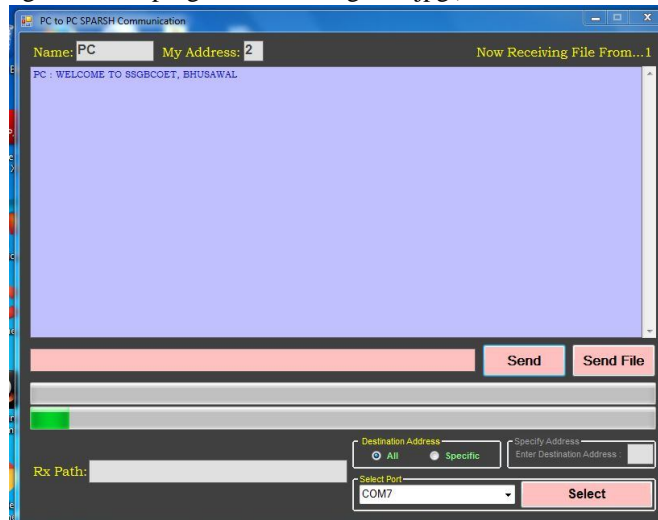 PC to PC SPARSH Communication
Name: PC My Address: 2 Now Receiving File From...1
PC : WELCOME TO SSGBCOET, BHUSAWAL
Send Send File
Destination Address
All Specific
Specify Address
Enter Destination Address :
Rx Path:
Select Port
COM7 Select